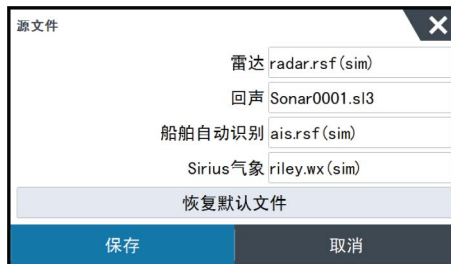 源文件
雷达 radar.rsf(sim)
回声 Sonar0001.sl3
船舶自动识别 ais.rsf(sim)
Sirius气象 riley.wx(sim)
恢复默认文件
保存 取消